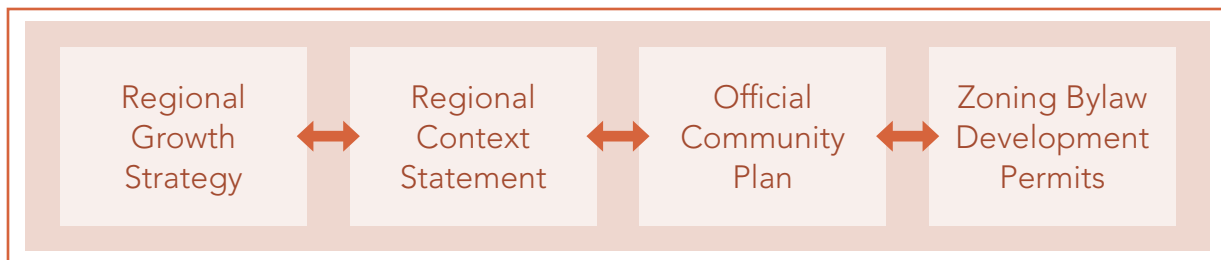 Regional
Growth
Strategy
Regional
Context
Statement
Official
Community
Plan
Zoning Bylaw
Development
Permits